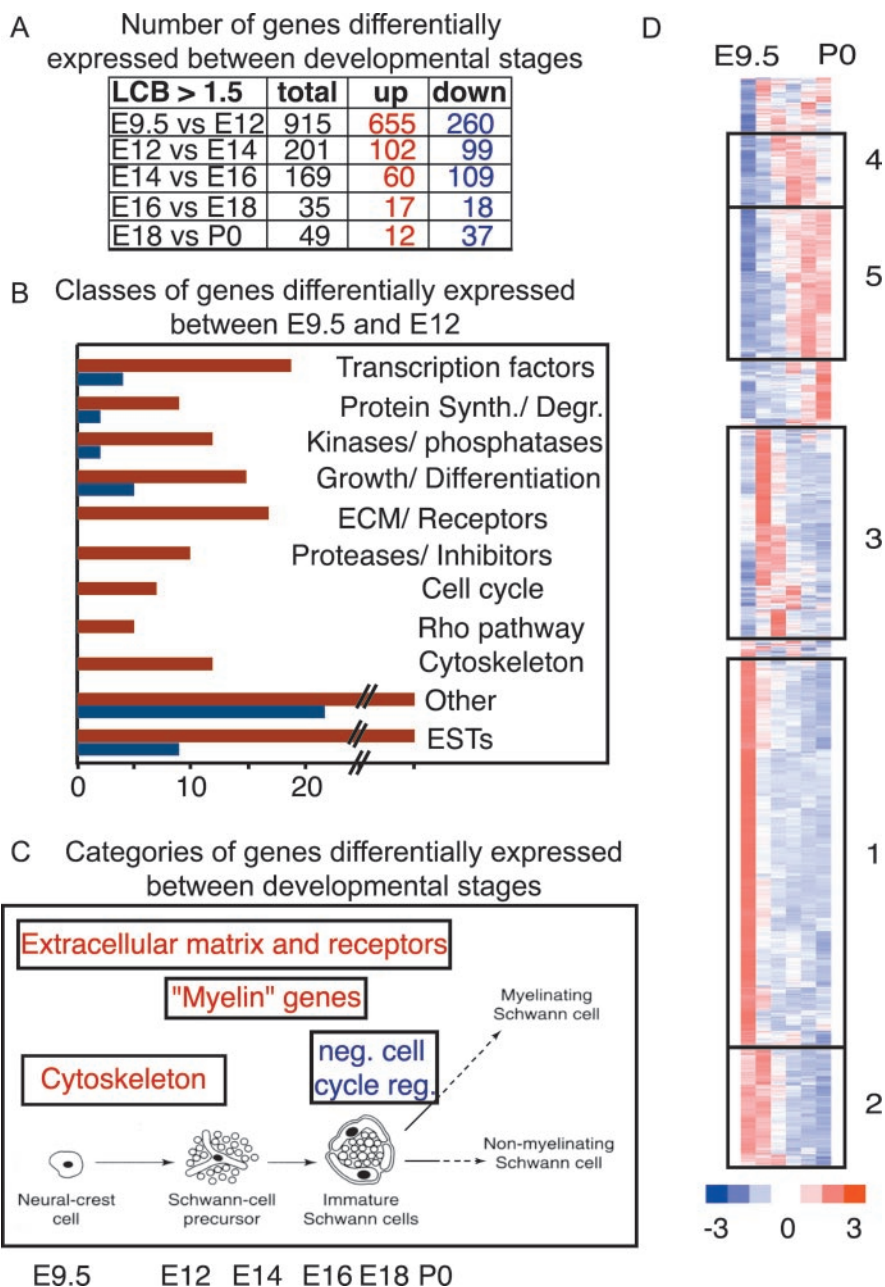 A
Number of genes differentially
expressed between developmental stages
LCB > 1.5 total up down
E9.5 vs E12 915 655 260
E12 vs E14 201 102 99
E14 vs E16 169 60 109
E16 vs E18 35 17 18
E18 vs P0 49 12 37
B
Classes of genes differentially expressed
between E9.5 and E12
Transcription factors
Protein Synth./ Degr.
Kinases/ phosphatases
Growth/ Differentiation
ECM/ Receptors
Proteases/ Inhibitors
Cell cycle
Rho pathway
Cytoskeleton
Other
ESTs
0 10 20
C
Categories of genes differentially expressed
between developmental stages
Extracellular matrix and receptors
"Myelin" genes
Cytoskeleton
neg. cell
cycle reg.
Myelinating
Schwann cell
Non-myelinating
Schwann cell
Neural-crest
cell
Schwann-cell
precursor
Immature
Schwann cells
E9.5 E12 E14 E16 E18 P0
D
E9.5 P0
4
5
3
1
2
-3 0 3